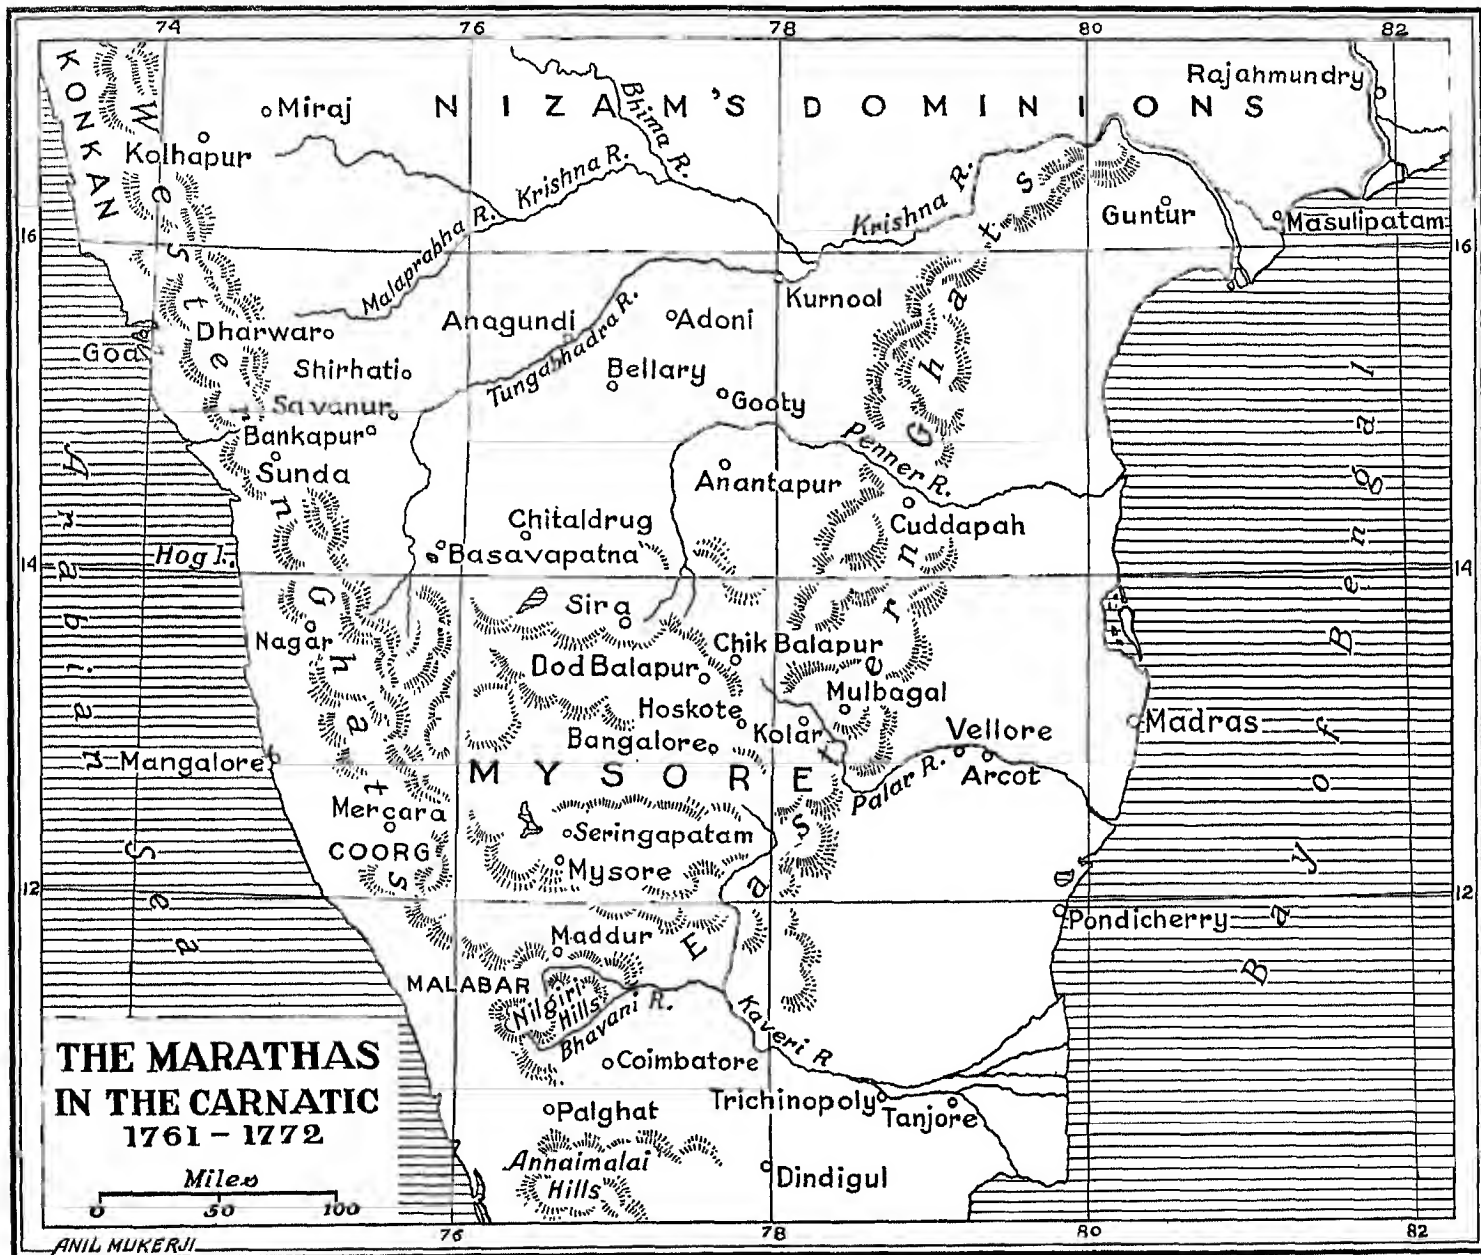 74 76 78 80 82
KONKAN
Western Ghats
Miraj
NIZAM'S DOMINIONS
Rajahmundry
Bhima R.
Kolhapur
Krishna R.
Krishna R.
Malaprabha R.
Guntur
Masulipatam
16
16
Eastern Ghats
Kurnool
Dharwar
Anagundi
Adoni
Tungabhadra R.
Goa
Shirhati
Bellary
Gooty
Savanur
Bankapur
Penner R.
Sunda
Anantapur
Chitaldrug
Cuddapah
Hog I.
Basavapatna
14
14
Arabian Sea
Bay of Bengal
Sira
Nagar
Chik Balapur
Dod Balapur
Mulbagal
Hoskote
Kolar
Vellore
Madras
Bangalore
Mangalore
MYSORE
Palar R.
Arcot
Mercara
Seringapatam
COORG
Mysore
12
12
Pondicherry
Maddur
MALABAR
Nilgiri
Hills
Bhavani R.
Kaveri R
Coimbatore
THE MARATHAS
IN THE CARNATIC
1761 - 1772
Palghat
Trichinopoly
Tanjore
Annaimalai
Hills
Dindigul
Miles
0 50 100
76 78 80 82
ANIL MUKERJI